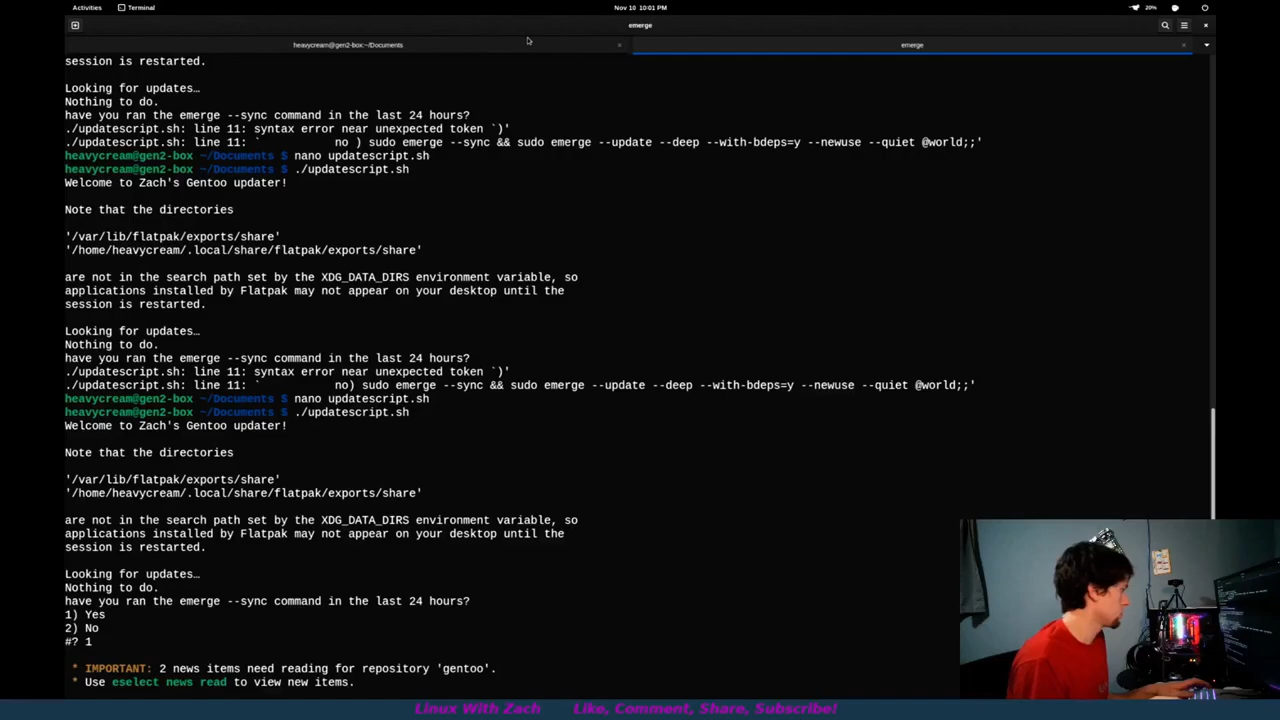 Activities Terminal Nov 10 10:01 PM 20%
emerge
heavycream@gen2-box:~/Documents emerge
session is restarted.
Looking for updates…
Nothing to do.
have you ran the emerge --sync command in the last 24 hours?
./updatescript.sh: line 11: syntax error near unexpected token `)'
./updatescript.sh: line 11: ` no ) sudo emerge --sync && sudo emerge --update --deep --with-bdeps=y --newuse --quiet @world;;'
heavycream@gen2-box ~/Documents $ nano updatescript.sh
heavycream@gen2-box ~/Documents $ ./updatescript.sh
Welcome to Zach's Gentoo updater!
Note that the directories
'/var/lib/flatpak/exports/share'
'/home/heavycream/.local/share/flatpak/exports/share'
are not in the search path set by the XDG_DATA_DIRS environment variable, so
applications installed by Flatpak may not appear on your desktop until the
session is restarted.
Looking for updates…
Nothing to do.
have you ran the emerge --sync command in the last 24 hours?
./updatescript.sh: line 11: syntax error near unexpected token `)'
./updatescript.sh: line 11: ` no) sudo emerge --sync && sudo emerge --update --deep --with-bdeps=y --newuse --quiet @world;;'
heavycream@gen2-box ~/Documents $ nano updatescript.sh
heavycream@gen2-box ~/Documents $ ./updatescript.sh
Welcome to Zach's Gentoo updater!
Note that the directories
'/var/lib/flatpak/exports/share'
'/home/heavycream/.local/share/flatpak/exports/share'
are not in the search path set by the XDG_DATA_DIRS environment variable, so
applications installed by Flatpak may not appear on your desktop until the
session is restarted.
Looking for updates…
Nothing to do.
have you ran the emerge --sync command in the last 24 hours?
1) Yes
2) No
#? 1
* IMPORTANT: 2 news items need reading for repository 'gentoo'.
* Use eselect news read to view new items.
Linux With Zach Like, Comment, Share, Subscribe!